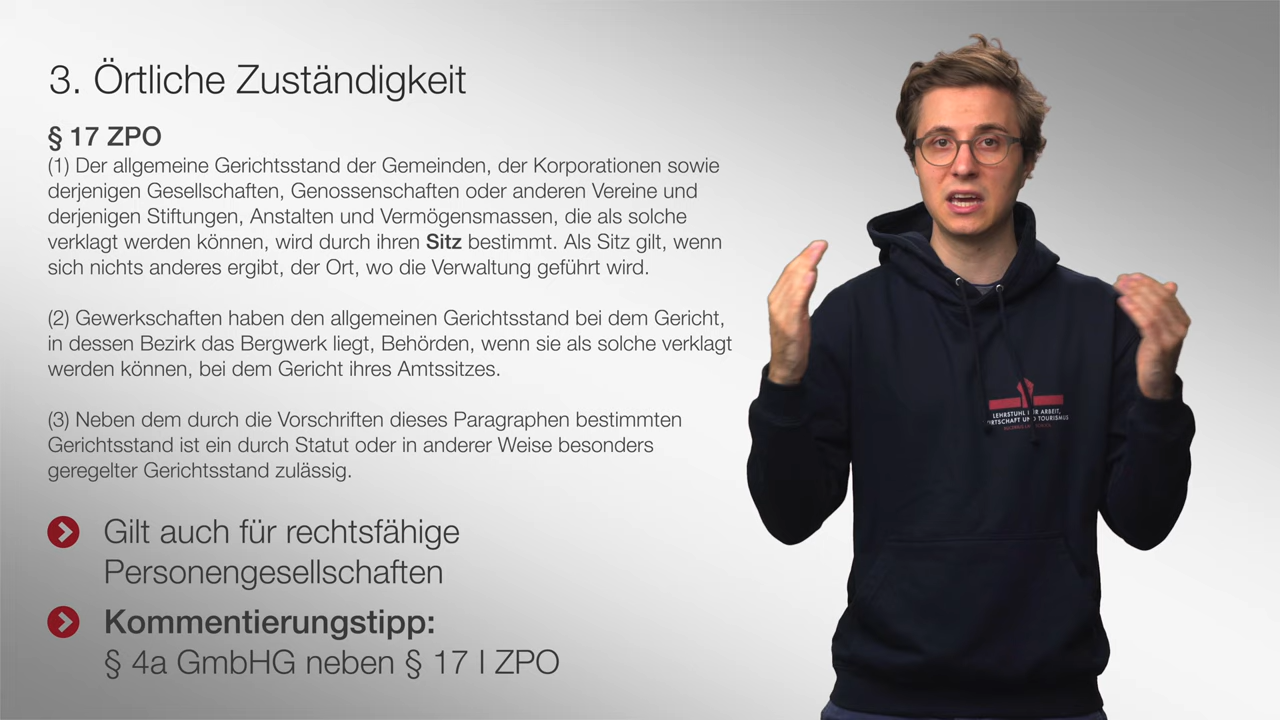 3. Örtliche Zuständigkeit
§ 17 ZPO
(1) Der allgemeine Gerichtsstand der Gemeinden, der Korporationen sowie
derjenigen Gesellschaften, Genossenschaften oder anderen Vereine und
derjenigen Stiftungen, Anstalten und Vermögensmassen, die als solche
verklagt werden können, wird durch ihren Sitz bestimmt. Als Sitz gilt, wenn
sich nichts anderes ergibt, der Ort, wo die Verwaltung geführt wird.
(2) Gewerkschaften haben den allgemeinen Gerichtsstand bei dem Gericht,
in dessen Bezirk das Bergwerk liegt, Behörden, wenn sie als solche verklagt
werden können, bei dem Gericht ihres Amtssitzes.
(3) Neben dem durch die Vorschriften dieses Paragraphen bestimmten
Gerichtsstand ist ein durch Statut oder in anderer Weise besonders
geregelter Gerichtsstand zulässig.
Gilt auch für rechtsfähige
Personengesellschaften
Kommentierungstipp:
§ 4a GmbHG neben § 17 I ZPO
LEHRSTUHL FÜR ARBEIT,
UND TOURISMUS